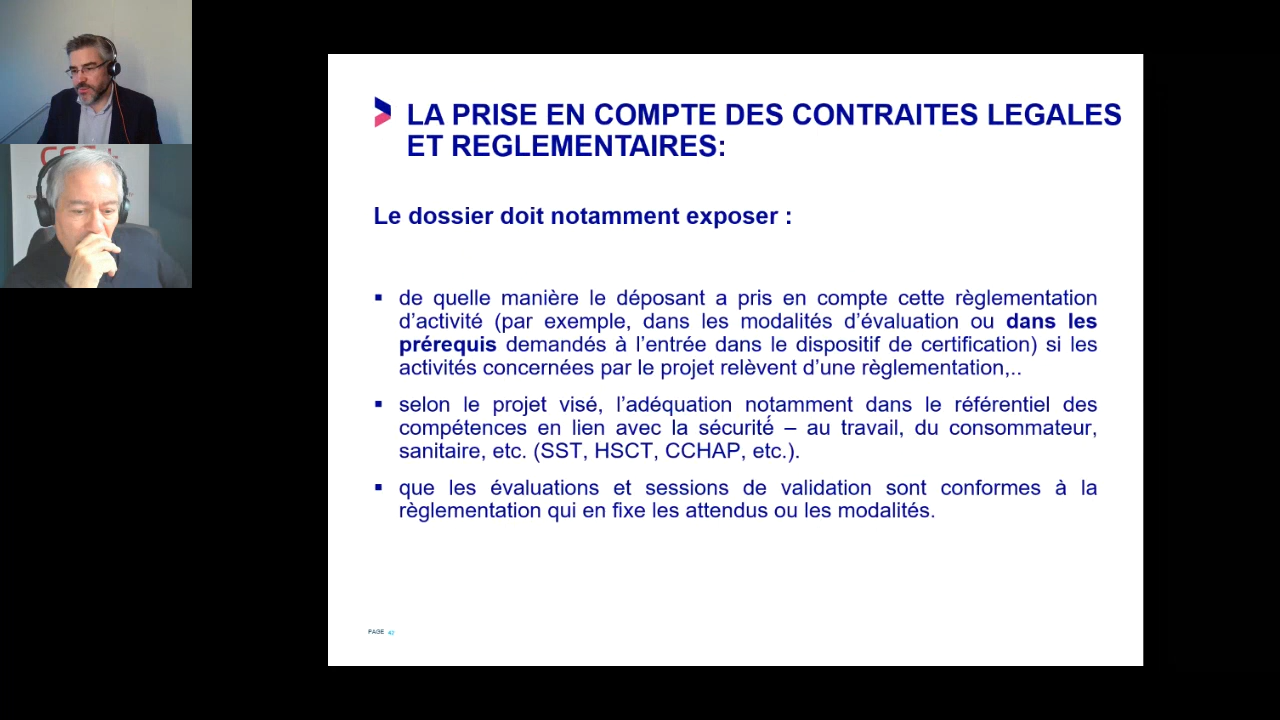 LA PRISE EN COMPTE DES CONTRAITES LEGALES
ET REGLEMENTAIRES:
Le dossier doit notamment exposer :
▪ de quelle manière le déposant a pris en compte cette règlementation
d’activité (par exemple, dans les modalités d’évaluation ou dans les
prérequis demandés à l’entrée dans le dispositif de certification) si les
activités concernées par le projet relèvent d’une règlementation,..
▪ selon le projet visé, l’adéquation notamment dans le référentiel des
compétences en lien avec la sécurité – au travail, du consommateur,
sanitaire, etc. (SST, HSCT, CCHAP, etc.).
▪ que les évaluations et sessions de validation sont conformes à la
règlementation qui en fixe les attendus ou les modalités.
PAGE 42